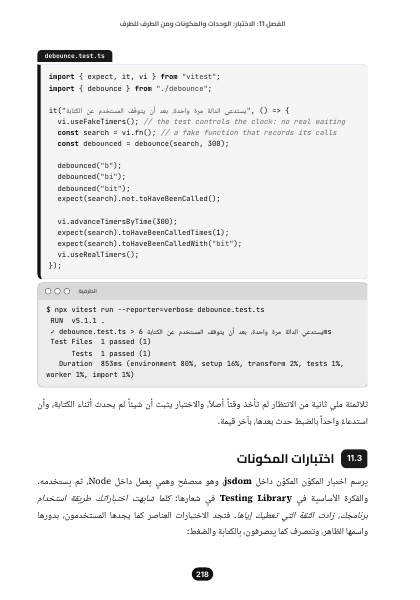 الفصل 11: الاختبار: الوحدات والمكونات ومن الطرف للطرف
debounce.test.ts
import { expect, it, vi } from "vitest";
import { debounce } from "./debounce";
it("يستدعي الدالة مرة واحدة، بعد أن يتوقف المستخدم عن الكتابة", () => {
vi.useFakeTimers(); // the test controls the clock: no real waiting
const search = vi.fn(); // a fake function that records its calls
const debounced = debounce(search, 300);
debounced("b");
debounced("bi");
debounced("bit");
expect(search).not.toHaveBeenCalled();
vi.advanceTimersByTime(300);
expect(search).toHaveBeenCalledTimes(1);
expect(search).toHaveBeenCalledWith("bit");
vi.useRealTimers();
});
الطرفية
$ npx vitest run --reporter=verbose debounce.test.ts
RUN v5.1.1 .
✓ debounce.test.ts > يستدعي الدالة مرة واحدة، بعد أن يتوقف المستخدم عن الكتابة 6ms
Test Files 1 passed (1)
Tests 1 passed (1)
Duration 853ms (environment 80%, setup 16%, transform 2%, tests 1%,
worker 1%, import 1%)
ثلاثمئة ملي ثانية من الانتظار لم تأخذ وقتاً أصلاً، والاختبار يثبت أن شيئاً لم يحدث أثناء الكتابة، وأن
استدعاءً واحداً بالضبط حدث بعدها، بآخر قيمة.
11.3 اختبارات المكونات
يرسم اختبار المكوّن المكوّن داخل jsdom، وهو متصفح وهمي يعمل داخل Node، ثم يستخدمه.
والفكرة الأساسية في Testing Library في شعارها: كلما شابهت اختباراتك طريقة استخدام
برنامجك، زادت الثقة التي تعطيك إياها. فتجد الاختبارات العناصر كما يجدها المستخدمون، بدورها
واسمها الظاهر، وتتصرف كما يتصرفون، بالكتابة والضغط:
218